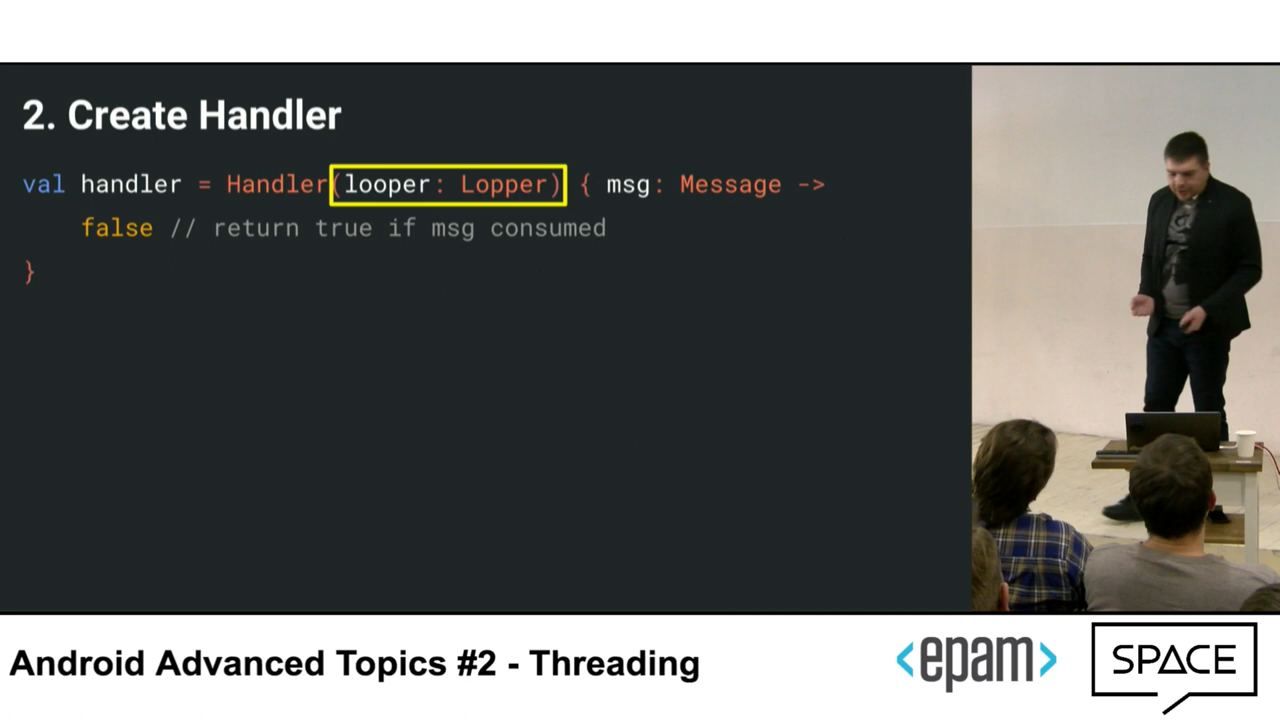 2. Create Handler
val handler = Handler(looper: Lopper) { msg: Message ->
false // return true if msg consumed
}
Android Advanced Topics #2 - Threading
<epam>
SPACE